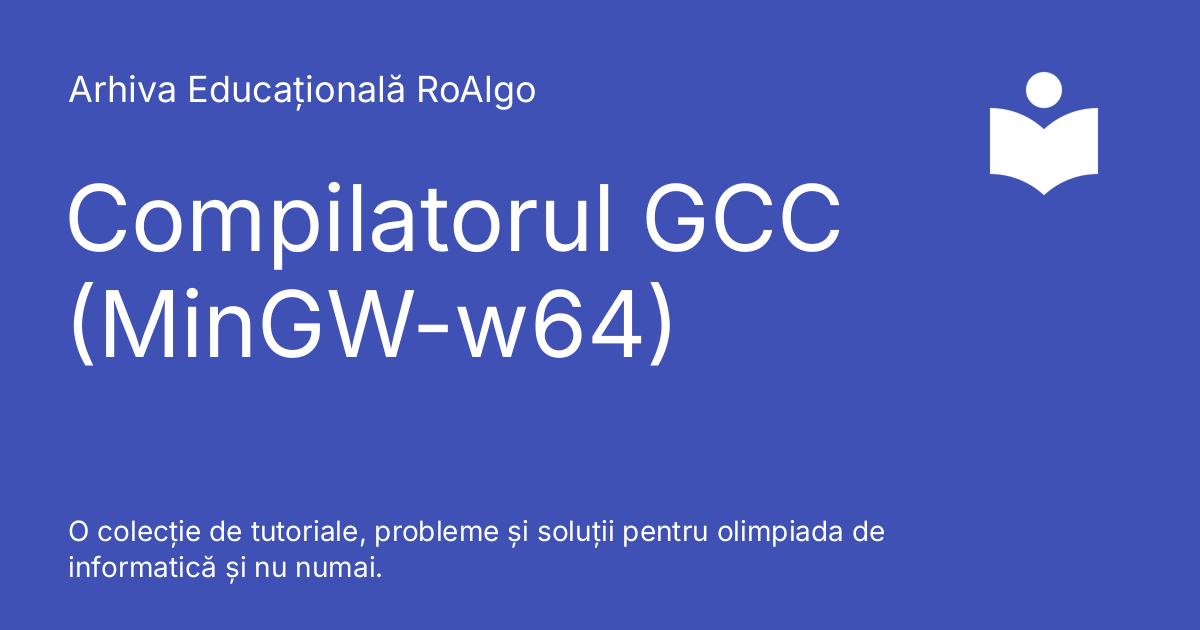 Arhiva Educațională RoAlgo
Compilatorul GCC
(MinGW-w64)
O colecție de tutoriale, probleme și soluții pentru olimpiada de
informatică și nu numai.